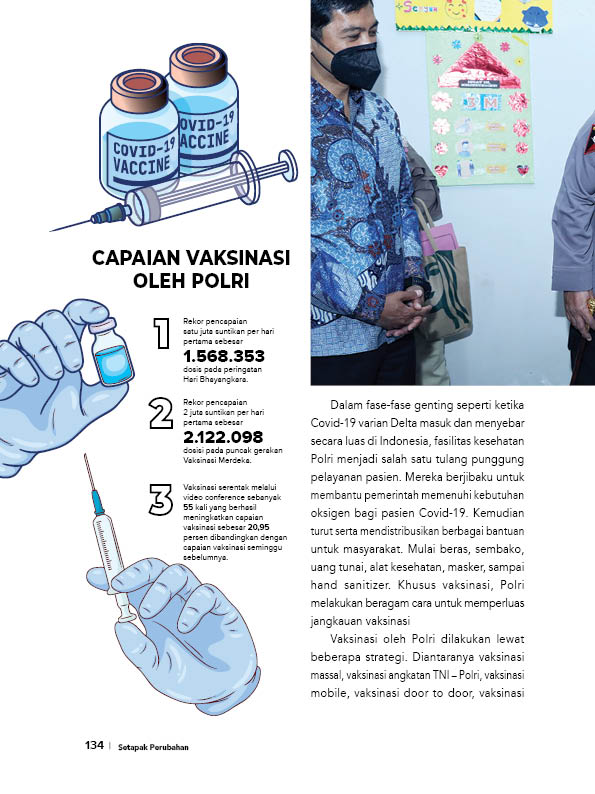 COVID-19
VACCINE
COVID-19
VACCINE
Sayan
3M
CAPAIAN VAKSINASI
OLEH POLRI
1
Rekor pencapaian
satu juta suntikan per hari
pertama sebesar
1.568.353
dosis pada peringatan
Hari Bhayangkara.
2
Rekor pencapaian
2 juta suntikan per hari
pertama sebesar
2.122.098
dosisi pada puncak gerakan
Vaksinasi Merdeka.
3
Vaksinasi serentak melalui
video conference sebanyak
55 kali yang berhasil
meningkatkan capaian
vaksinasi sebesar 20,95
persen dibandingkan dengan
capaian vaksinasi seminggu
sebelumnya.
Dalam fase-fase genting seperti ketika
Covid-19 varian Delta masuk dan menyebar
secara luas di Indonesia, fasilitas kesehatan
Polri menjadi salah satu tulang punggung
pelayanan pasien. Mereka berjibaku untuk
membantu pemerintah memenuhi kebutuhan
oksigen bagi pasien Covid-19. Kemudian
turut serta mendistribusikan berbagai bantuan
untuk masyarakat. Mulai beras, sembako,
uang tunai, alat kesehatan, masker, sampai
hand sanitizer. Khusus vaksinasi, Polri
melakukan beragam cara untuk memperluas
jangkauan vaksinasi
Vaksinasi oleh Polri dilakukan lewat
beberapa strategi. Diantaranya vaksinasi
massal, vaksinasi angkatan TNI – Polri, vaksinasi
mobile, vaksinasi door to door, vaksinasi
134 | Setapak Perubahan